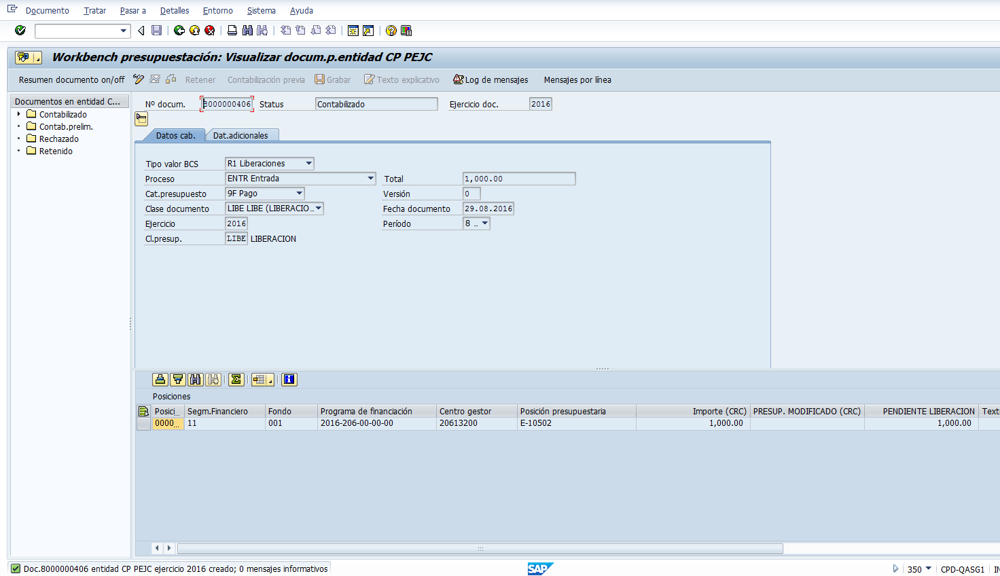 Documento Tratar Pasar a Detalles Entorno Sistema Ayuda
Workbench presupuestación: Visualizar docum.p.entidad CP PEJC
Resumen documento on/off Retener Contabilización previa Grabar Texto explicativo Log de mensajes Mensajes por línea
Documentos en entidad C...
Contabilizado
Contab.prelim.
Rechazado
Retenido
Nº docum. 8000000406 Status Contabilizado Ejercicio doc. 2016
Datos cab. Dat.adicionales
Tipo valor BCS R1 Liberaciones
Proceso ENTR Entrada Total 1,000.00
Cat.presupuesto 9F Pago Versión 0
Clase documento LIBE LIBE (LIBERACIO... Fecha documento 29.08.2016
Ejercicio 2016 Período 8 ...
Cl.presup. LIBE LIBERACION
Posiciones
Posici... Segm.Financiero Fondo Programa de financiación Centro gestor Posición presupuestaria Importe (CRC) PRESUP. MODIFICADO (CRC) PENDIENTE LIBERACION Text
0000... 11 001 2016-206-00-00-00 20613200 E-10502 1,000.00 1,000.00
Doc.8000000406 entidad CP PEJC ejercicio 2016 creado; 0 mensajes informativos SAP 350 CPD-QASG1 IN